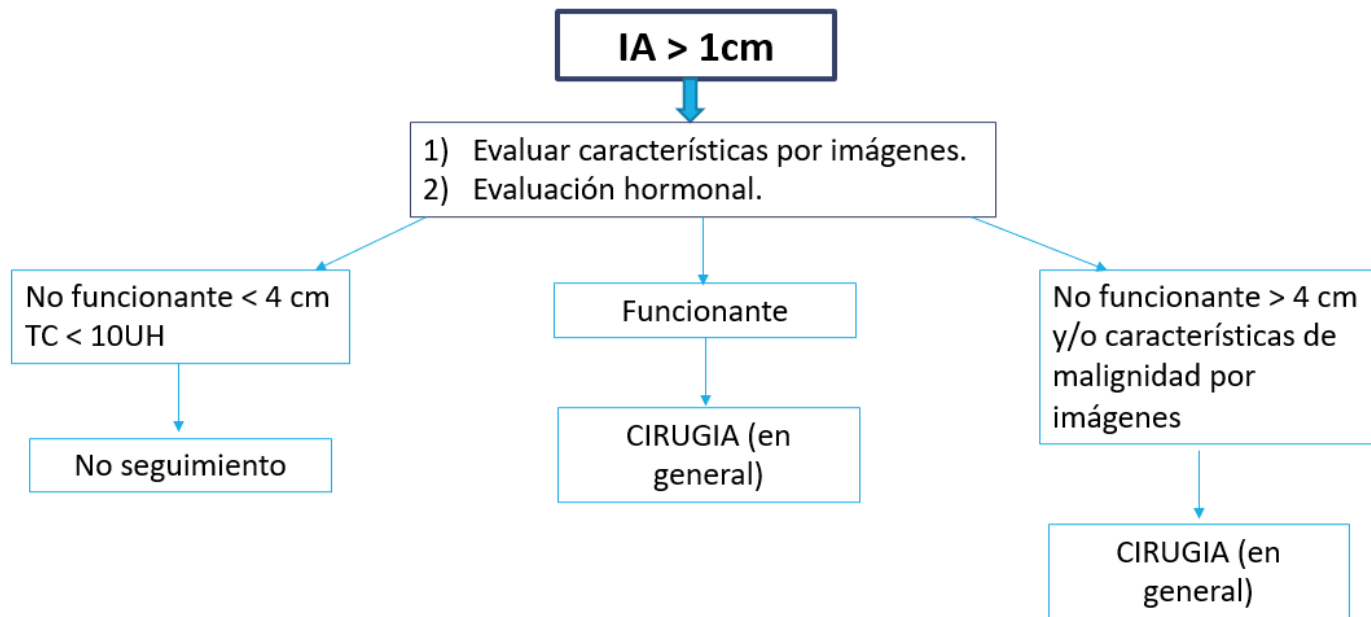 IA > 1cm
1) Evaluar características por imágenes.
2) Evaluación hormonal.
No funcionante < 4 cm
TC < 10UH
No seguimiento
Funcionante
CIRUGIA (en
general)
No funcionante > 4 cm
y/o características de
malignidad por
imágenes
CIRUGIA (en
general)